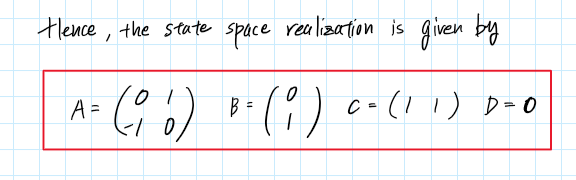 Hence, the state space realization is given by
A = (0 1 -1 0) B = (0 1) C = (1 1) D = 0